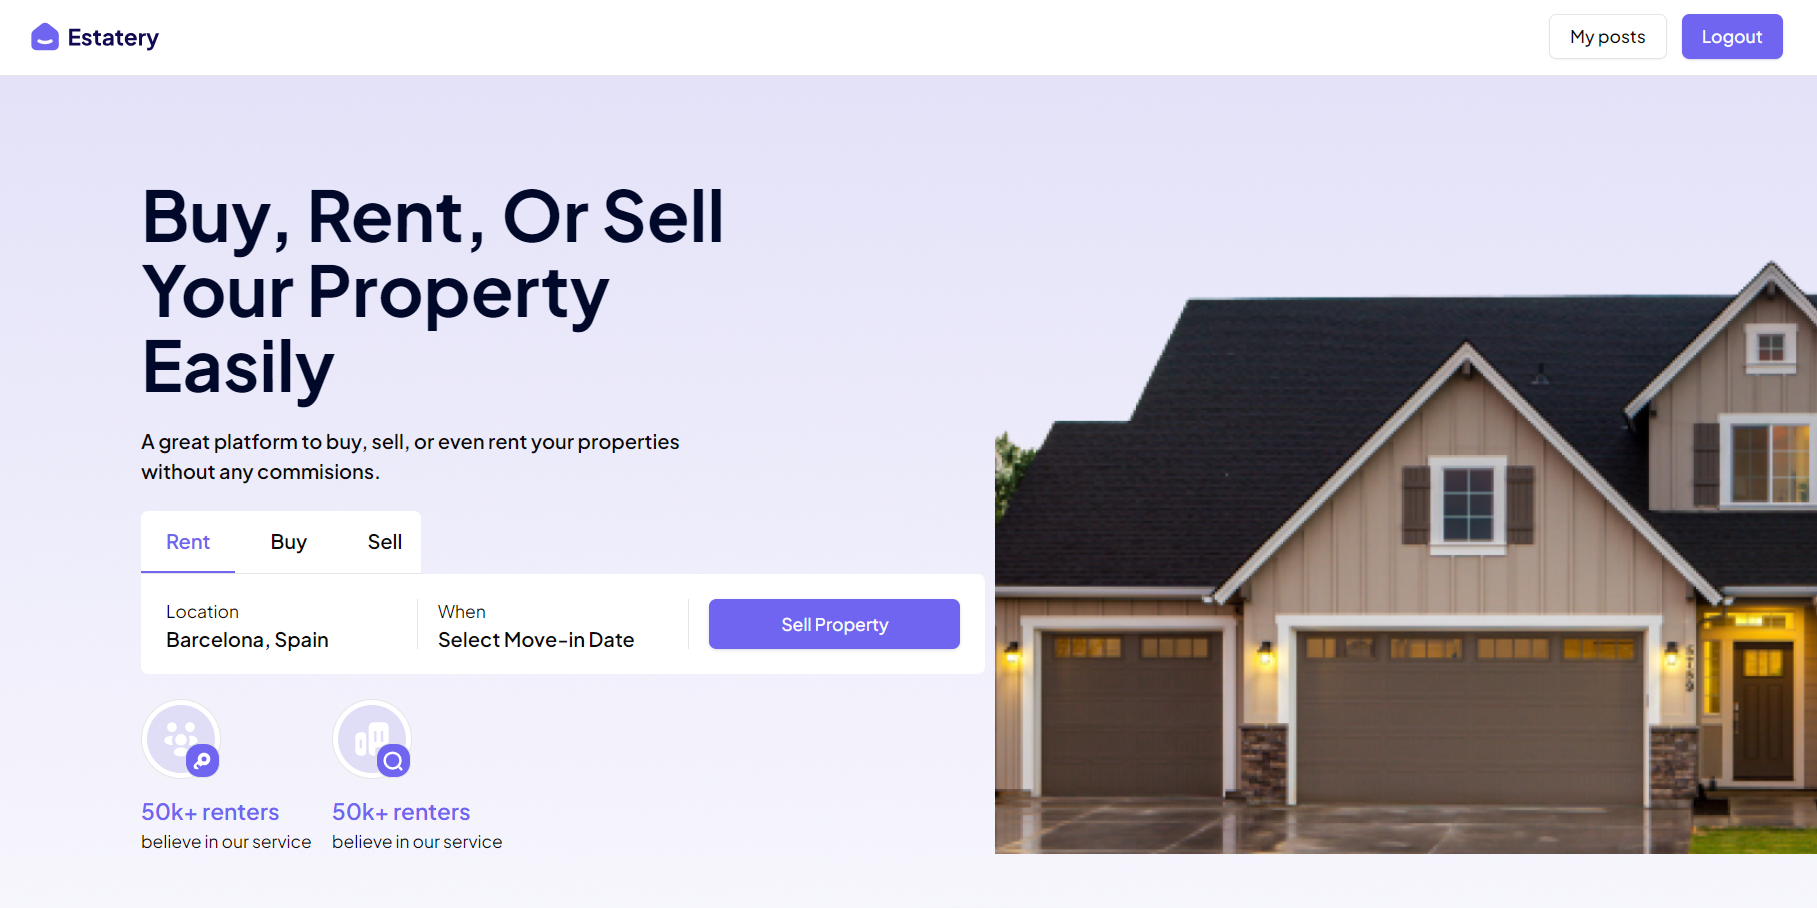 Estatery
My posts
Logout
Buy, Rent, Or Sell
Your Property
Easily
A great platform to buy, sell, or even rent your properties
without any commisions.
Rent
Buy
Sell
Location
Barcelona, Spain
When
Select Move-in Date
Sell Property
50k+ renters
believe in our service
50k+ renters
believe in our service